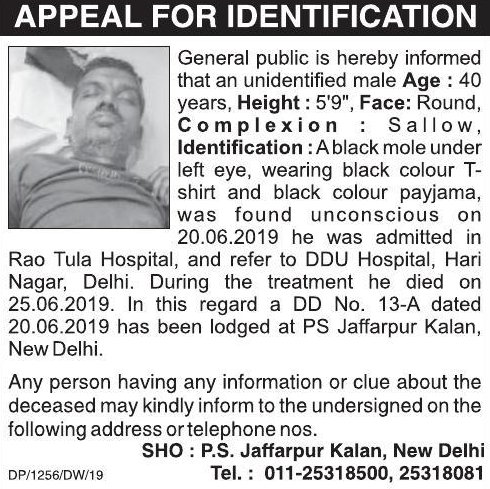 APPEAL FOR IDENTIFICATION
General public is hereby informed
that an unidentified male Age : 40
years, Height : 5'9", Face: Round,
Complexion : Sallow,
Identification : A black mole under
left eye, wearing black colour T-
shirt and black colour payjama,
was found unconscious on
20.06.2019 he was admitted in
Rao Tula Hospital, and refer to DDU Hospital, Hari
Nagar, Delhi. During the treatment he died on
25.06.2019. In this regard a DD No. 13-A dated
20.06.2019 has been lodged at PS Jaffarpur Kalan,
New Delhi.
Any person having any information or clue about the
deceased may kindly inform to the undersigned on the
following address or telephone nos.
SHO : P.S. Jaffarpur Kalan, New Delhi
DP/1256/DW/19 Tel. : 011-25318500, 25318081